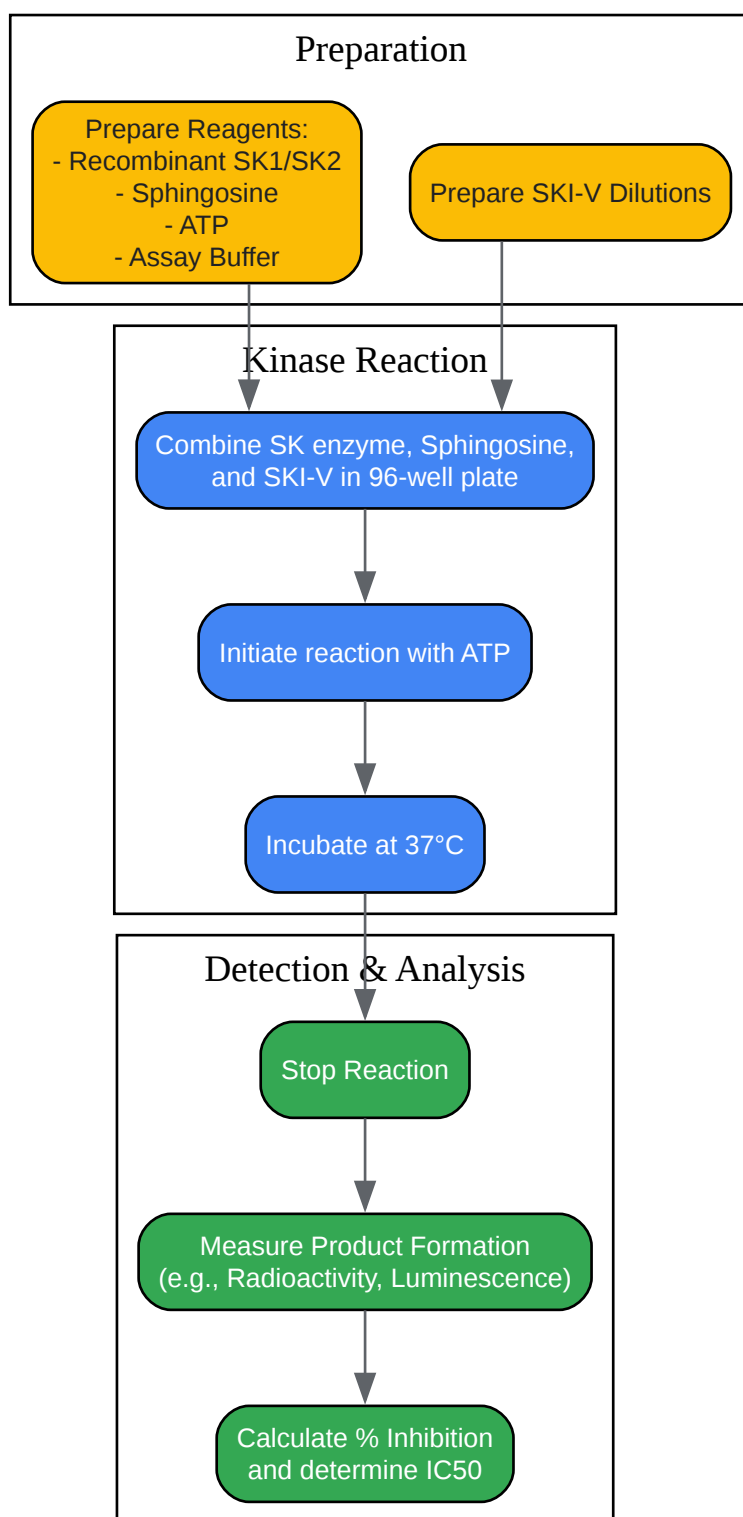 Preparation
Prepare Reagents:
- Recombinant SK1/SK2
- Sphingosine
- ATP
- Assay Buffer
Prepare SKI-V Dilutions
Kinase Reaction
Combine SK enzyme, Sphingosine,
and SKI-V in 96-well plate
Initiate reaction with ATP
Incubate at 37°C
Detection & Analysis
Stop Reaction
Measure Product Formation
(e.g., Radioactivity, Luminescence)
Calculate % Inhibition
and determine IC50